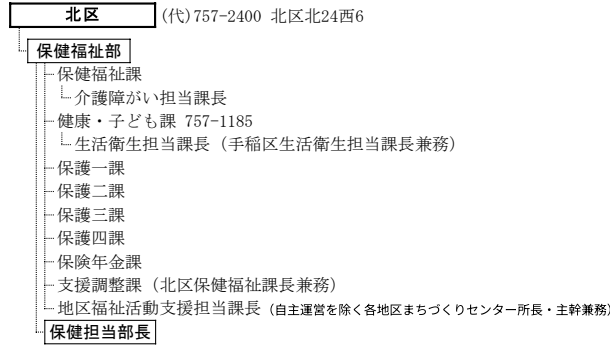 北区 (代)757-2400 北区北24西6
保健福祉部
保健福祉課
介護障がい担当課長
健康・子ども課 757-1185
生活衛生担当課長（手稲区生活衛生担当課長兼務）
保護一課
保護二課
保護三課
保護四課
保険年金課
支援調整課（北区保健福祉課長兼務）
地区福祉活動支援担当課長（自主運営を除く各地区まちづくりセンター所長・主幹兼務）
保健担当部長